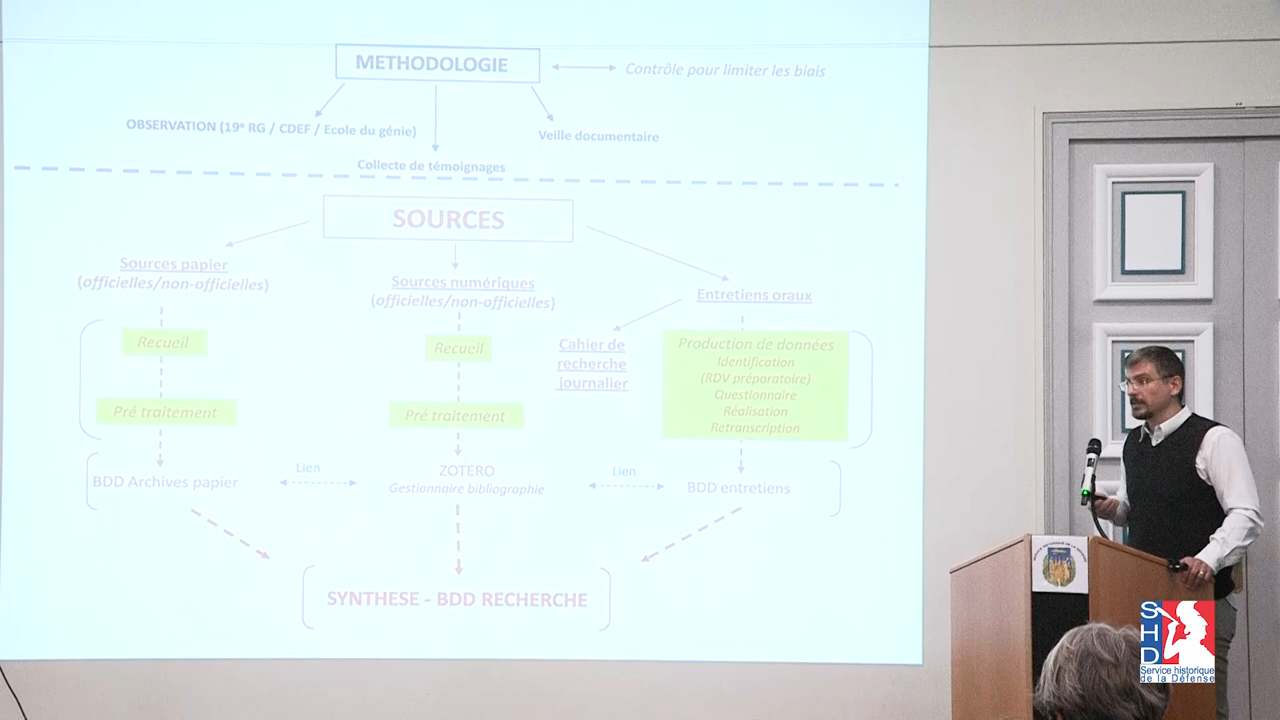 METHODOLOGIE
Contrôle pour limiter les biais
OBSERVATION (19e RG / CDEF / Ecole du génie)
Veille documentaire
Collecte de témoignages
SOURCES
Sources papier
(officielles/non-officielles)
Sources numériques
(officielles/non-officielles)
Entretiens oraux
Recueil
Recueil
Cahier de
recherche
journalier
Production de données
Identification
(RDV préparatoire)
Questionnaire
Réalisation
Retranscription
Pré traitement
Pré traitement
BDD Archives papier
Lien
ZOTERO
Gestionnaire bibliographie
Lien
BDD entretiens
SYNTHESE - BDD RECHERCHE
SHD
Service historique
de la Défense